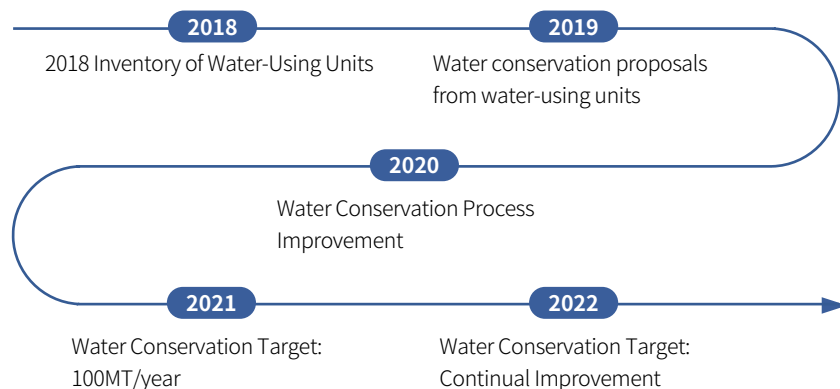 2018
2019
2018 Inventory of Water-Using Units
Water conservation proposals
from water-using units
2020
Water Conservation Process
Improvement
2021
2022
Water Conservation Target:
100MT/year
Water Conservation Target:
Continual Improvement